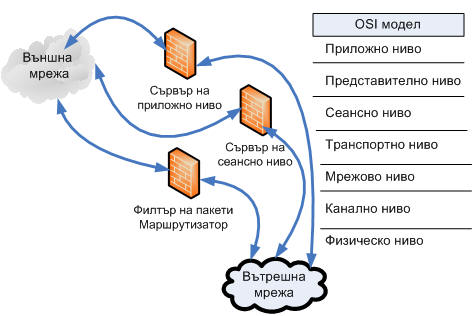 Външна
мрежа
Сървър на
приложно ниво
Сървър на
сеансно ниво
Филтър на пакети
Маршрутизатор
Вътрешна
мрежа
OSI модел
Приложно ниво
Представително ниво
Сеансно ниво
Транспортно ниво
Мрежово ниво
Канално ниво
Физическо ниво